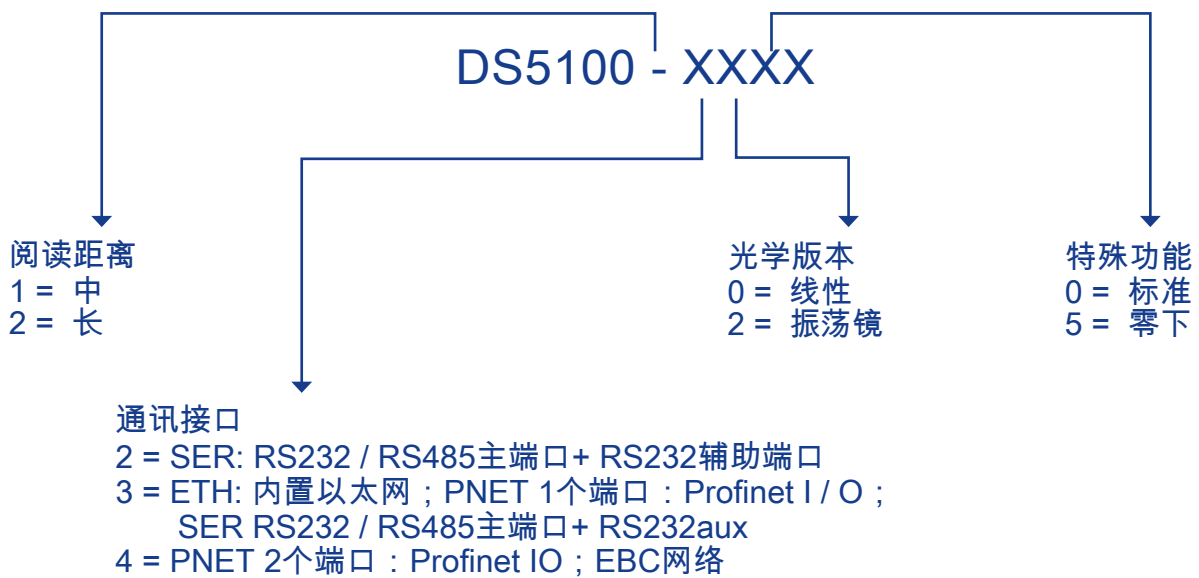 DS5100 - XXXX
阅读距离
1 = 中
2 = 长
光学版本
0 = 线性
2 = 振荡镜
特殊功能
0 = 标准
5 = 零下
通讯接口
2 = SER: RS232 / RS485主端口+ RS232辅助端口
3 = ETH: 内置以太网；PNET 1个端口：Profinet I / O；
SER RS232 / RS485主端口+ RS232aux
4 = PNET 2个端口：Profinet IO；EBC网络